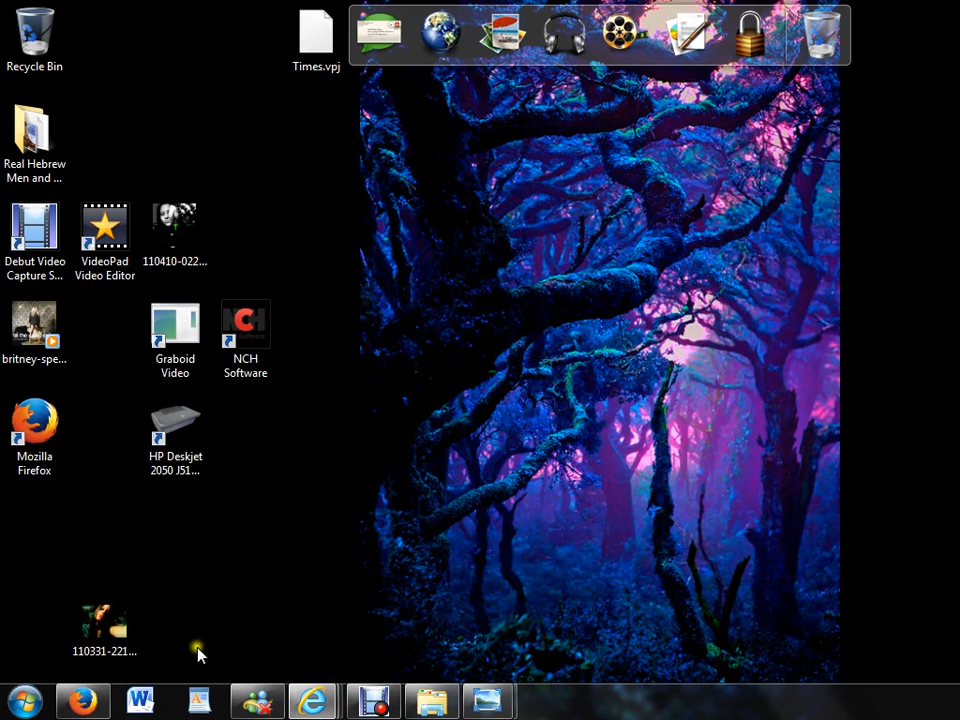 Recycle Bin
Times.vpj
Real Hebrew
Men and ...
Debut Video
Capture S...
VideoPad
Video Editor
110410-022...
britney-spe...
Graboid
Video
NCH
Software
NCH
Software
Mozilla
Firefox
HP Deskjet
2050 J51...
110331-221...